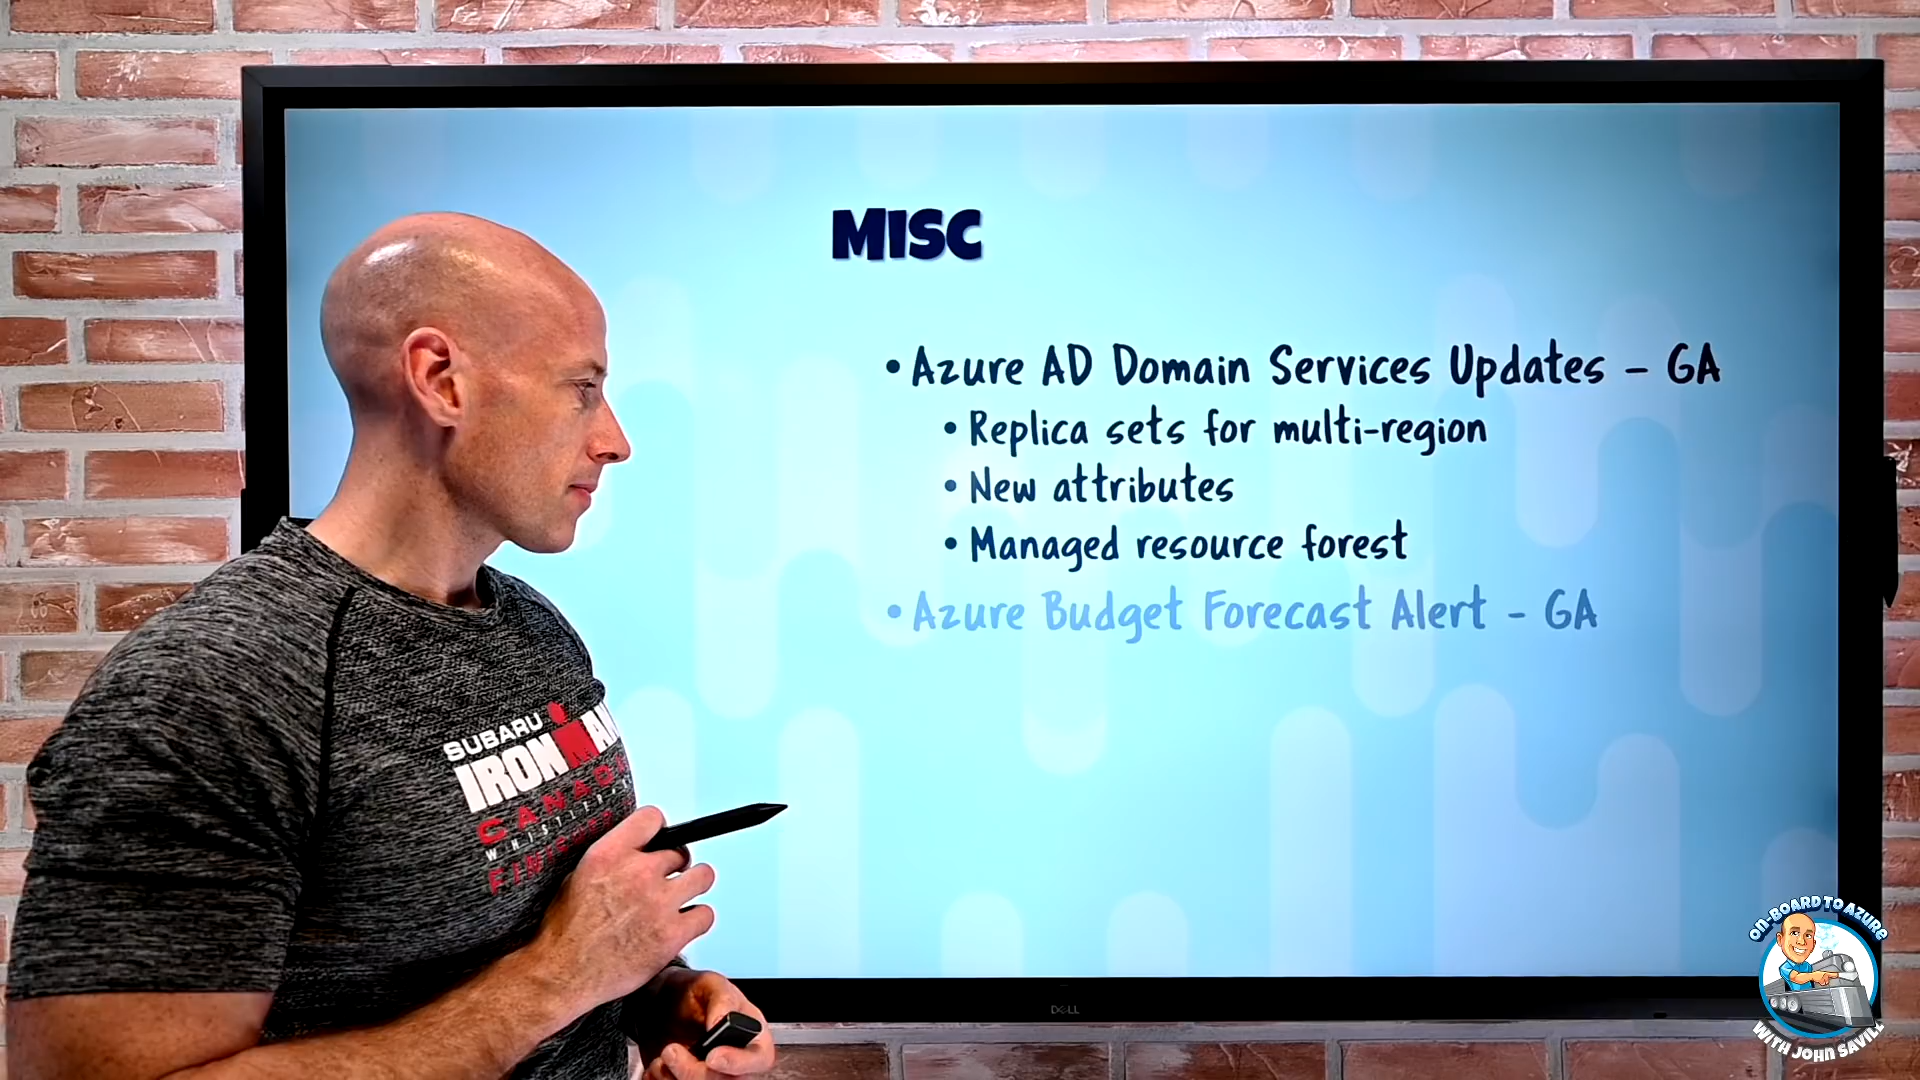 MISC
• Azure AD Domain Services Updates – GA
• Replica sets for multi-region
• New attributes
• Managed resource forest
• Azure Budget Forecast Alert – GA
SUBARU
IRONMAN
CANADA
WHISTLER
FINISHER
DELL
ON-BOARD TO AZURE
WITH JOHN SAVILL